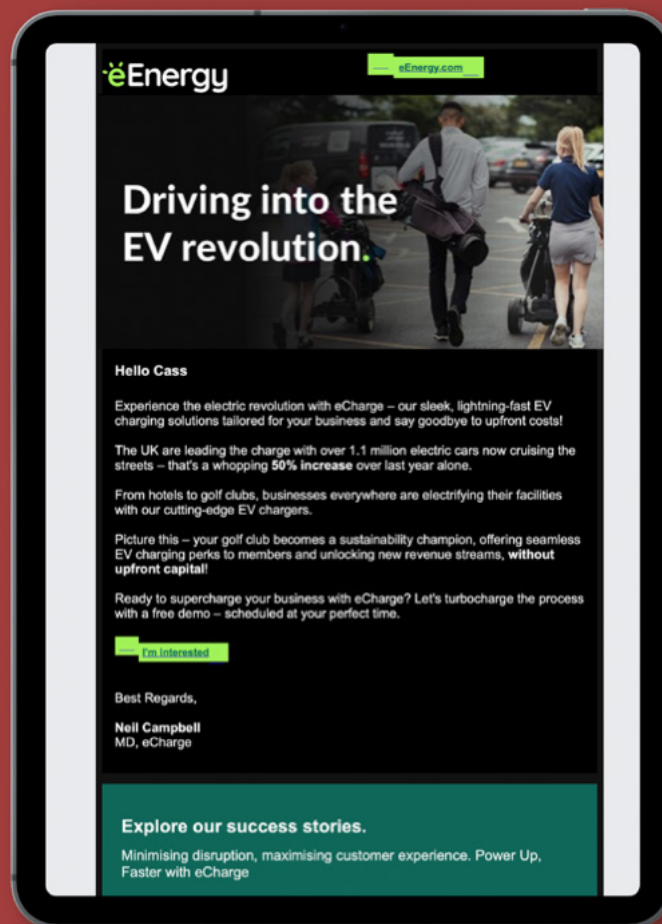 ëEnergy
eEnergy.com
Driving into the
EV revolution.
Hello Cass
Experience the electric revolution with eCharge – our sleek, lightning-fast EV
charging solutions tailored for your business and say goodbye to upfront costs!
The UK are leading the charge with over 1.1 million electric cars now cruising the
streets – that's a whopping 50% increase over last year alone.
From hotels to golf clubs, businesses everywhere are electrifying their facilities
with our cutting-edge EV chargers.
Picture this – your golf club becomes a sustainability champion, offering seamless
EV charging perks to members and unlocking new revenue streams, without
upfront capital!
Ready to supercharge your business with eCharge? Let's turbocharge the process
with a free demo – scheduled at your perfect time.
I'm interested
Best Regards,
Neil Campbell
MD, eCharge
Explore our success stories.
Minimising disruption, maximising customer experience. Power Up,
Faster with eCharge